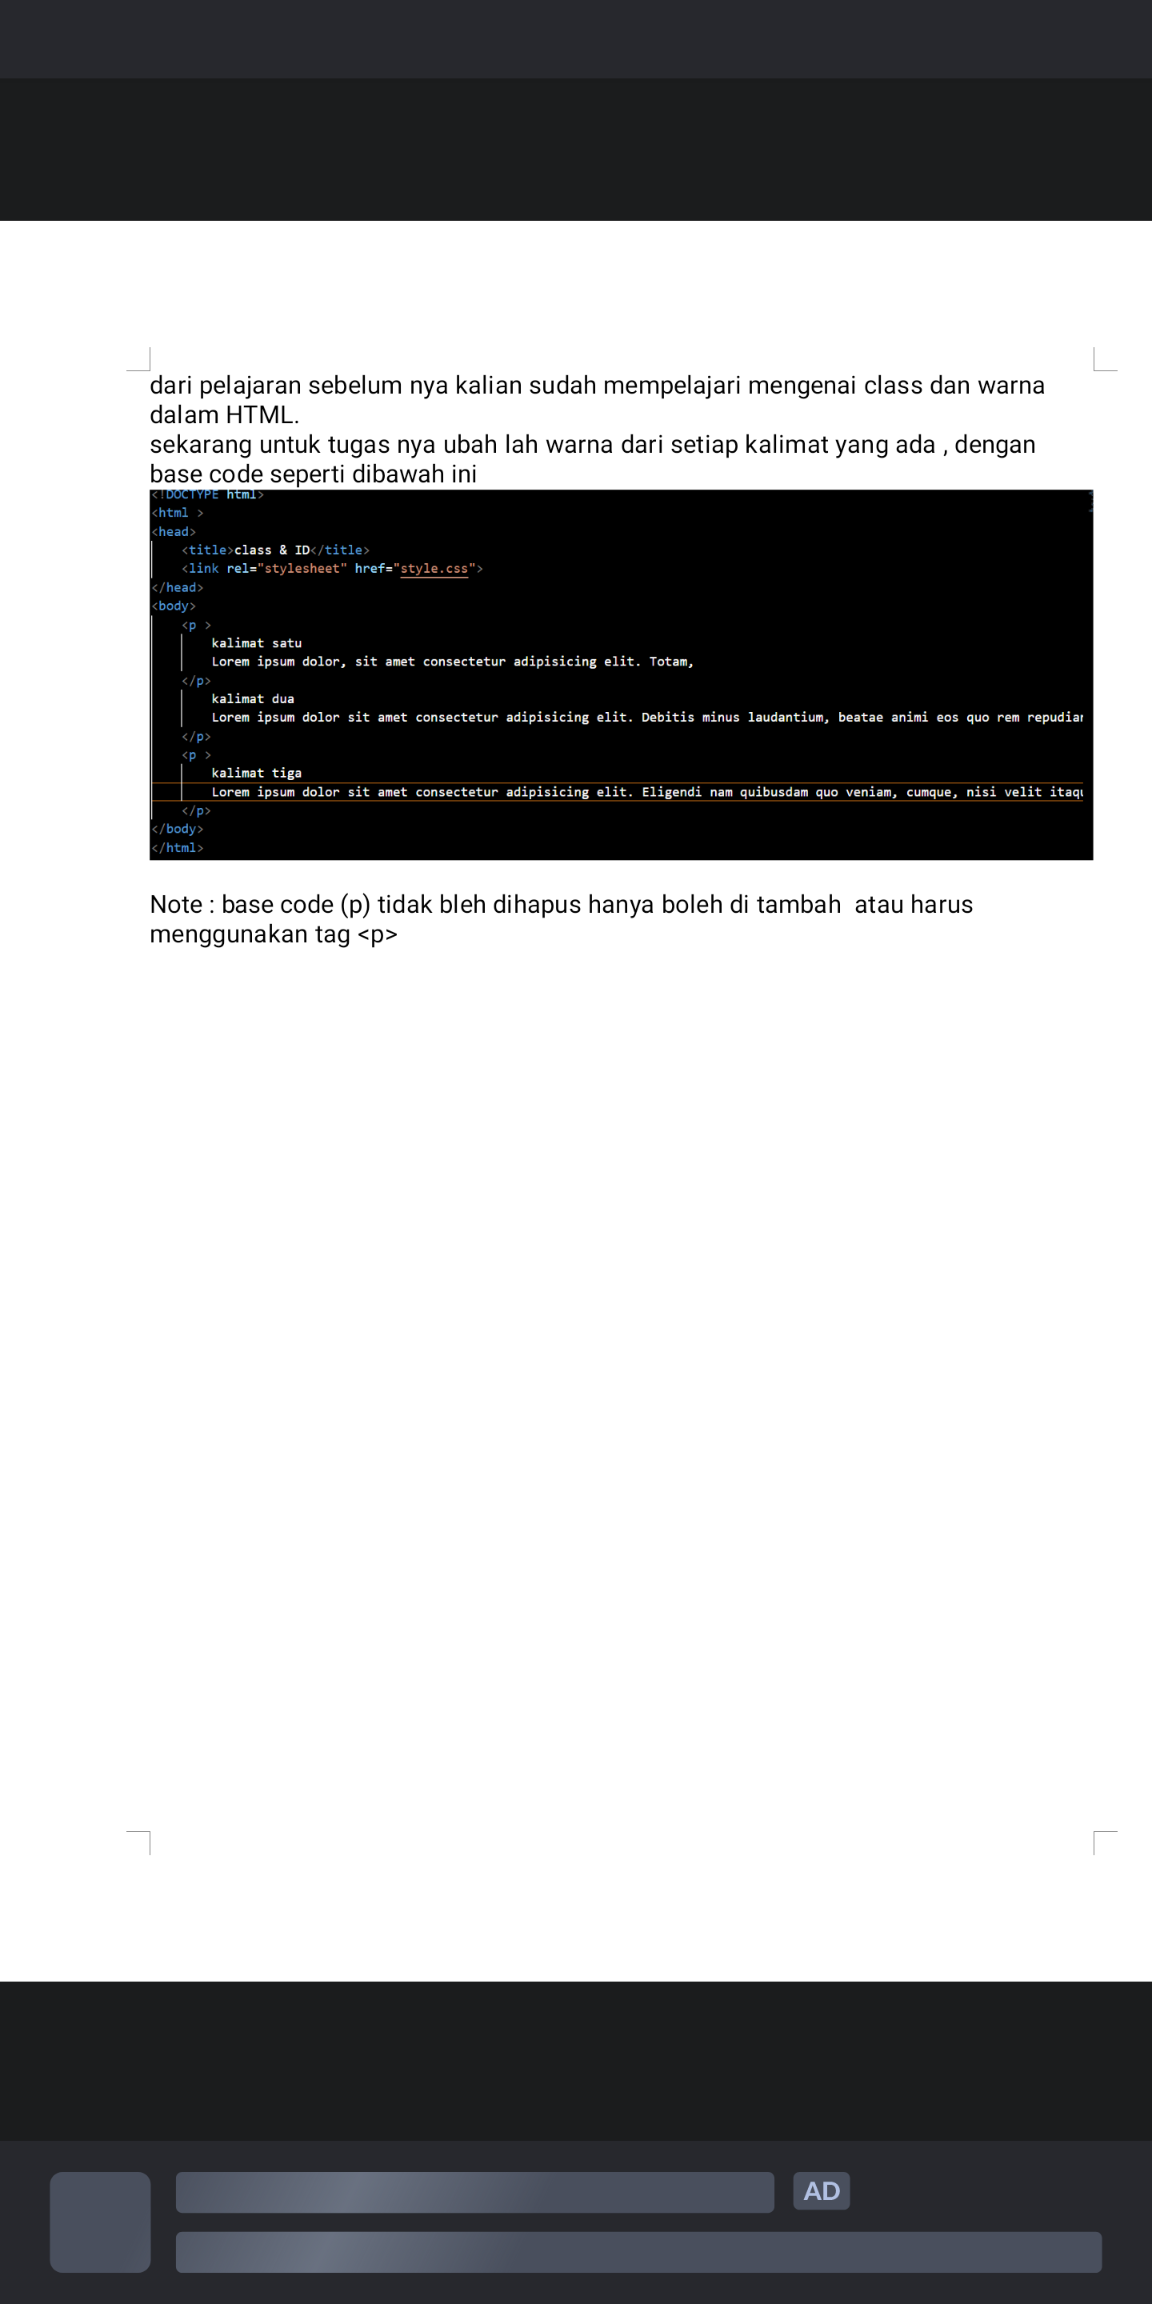 dari pelajaran sebelum nya kalian sudah mempelajari mengenai class dan warna
dalam HTML.
sekarang untuk tugas nya ubah lah warna dari setiap kalimat yang ada , dengan
base code seperti dibawah ini
<!DOCTYPE html>
<html >
<head>
<title>class & ID</title>
<link rel="stylesheet" href="style.css">
</head>
<body>
<p >
kalimat satu
Lorem ipsum dolor, sit amet consectetur adipisicing elit. Totam,
</p>
kalimat dua
Lorem ipsum dolor sit amet consectetur adipisicing elit. Debitis minus laudantium, beatae animi eos quo rem
</p>
<p >
kalimat tiga
Lorem ipsum dolor sit amet consectetur adipisicing elit. Eligendi nam quibusdam quo veniam, cumque, nisi velit
</p>
</body>
</html>
Note : base code (p) tidak bleh dihapus hanya boleh di tambah  atau harus
menggunakan tag <p>
AD